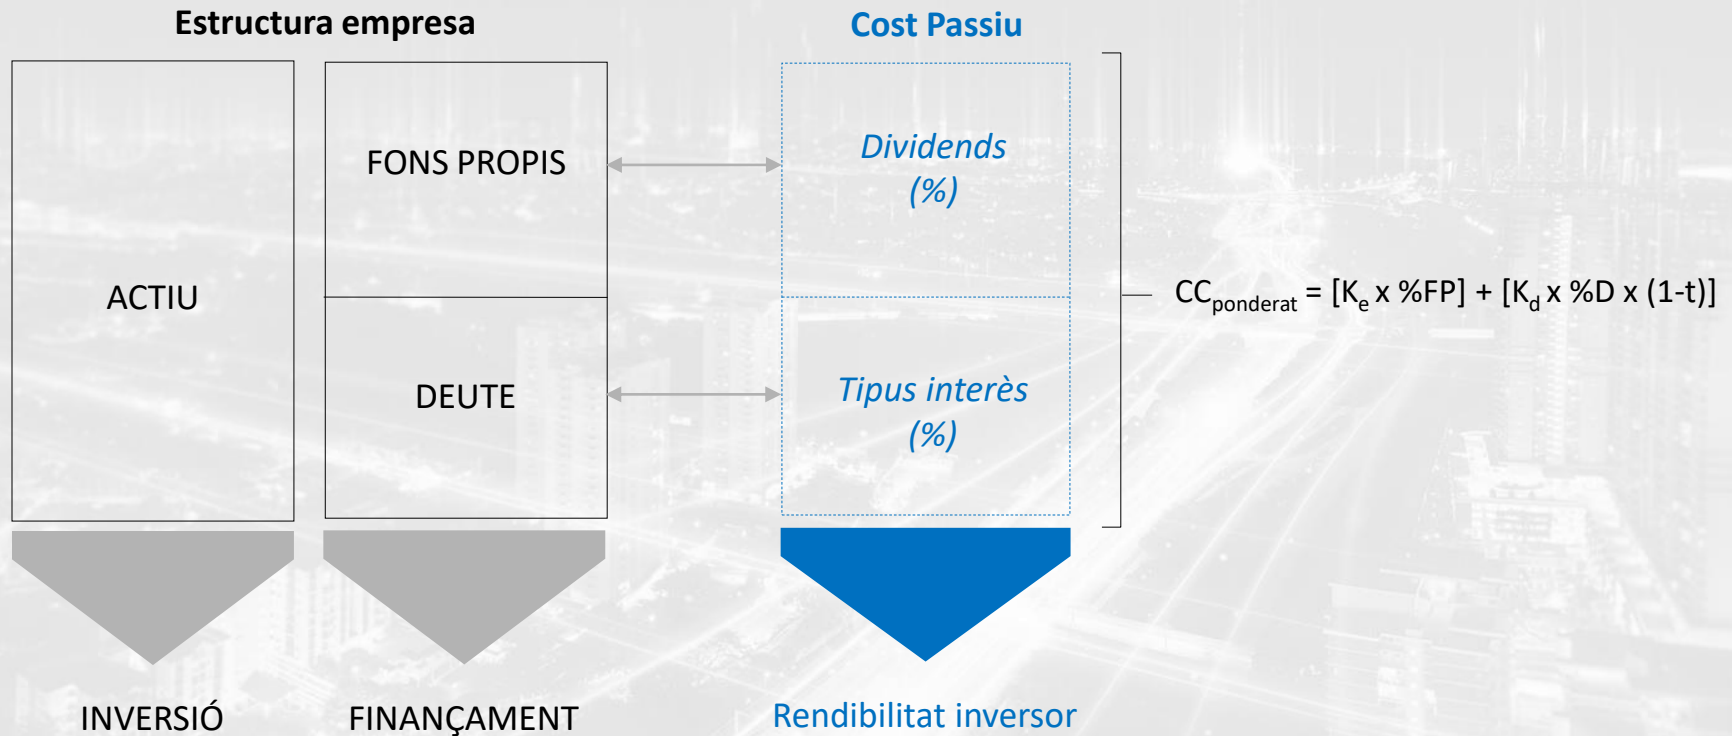 Estructura empresa
Cost Passiu
ACTIU
FONS PROPIS
DEUTE
Dividends
(%)
Tipus interès
(%)
CCponderat = [Ke x %FP] + [Kd x %D x (1-t)]
INVERSIÓ
FINANÇAMENT
Rendibilitat inversor